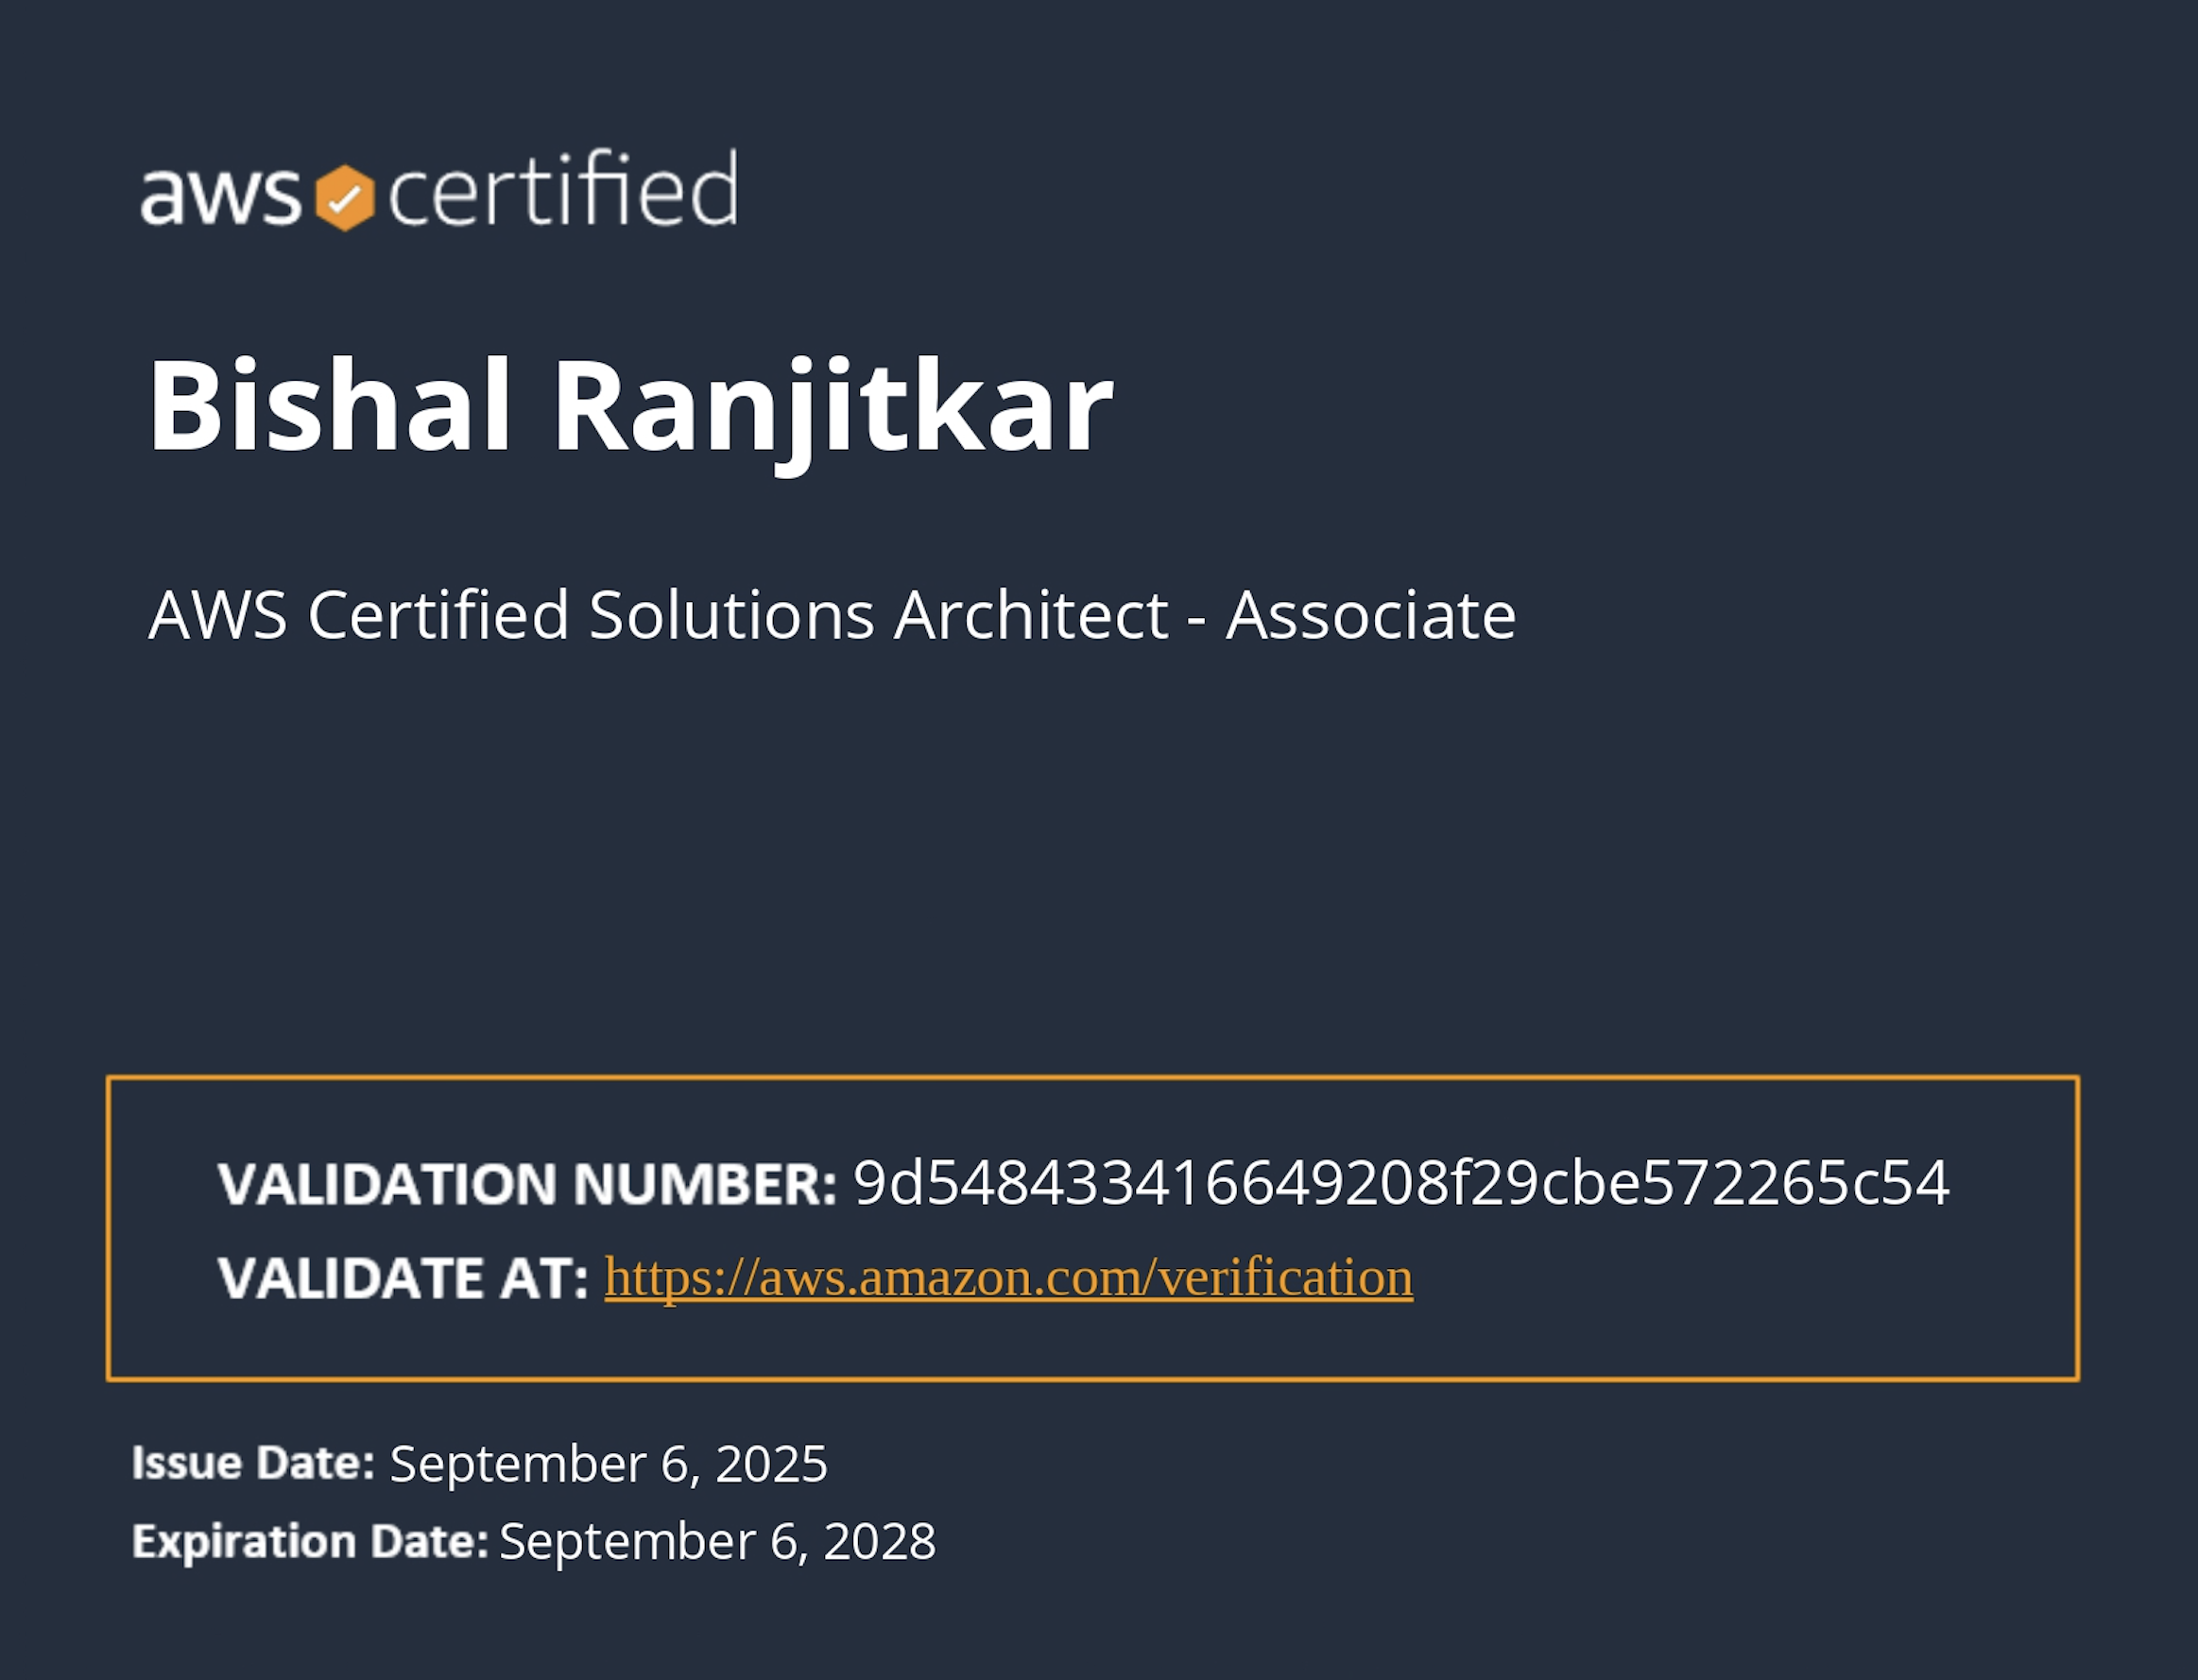 aws certified
Bishal Ranjitkar
AWS Certified Solutions Architect - Associate
VALIDATION NUMBER: 9d548433416649208f29cbe572265c54
VALIDATE AT: https://aws.amazon.com/verification
Issue Date: September 6, 2025
Expiration Date: September 6, 2028